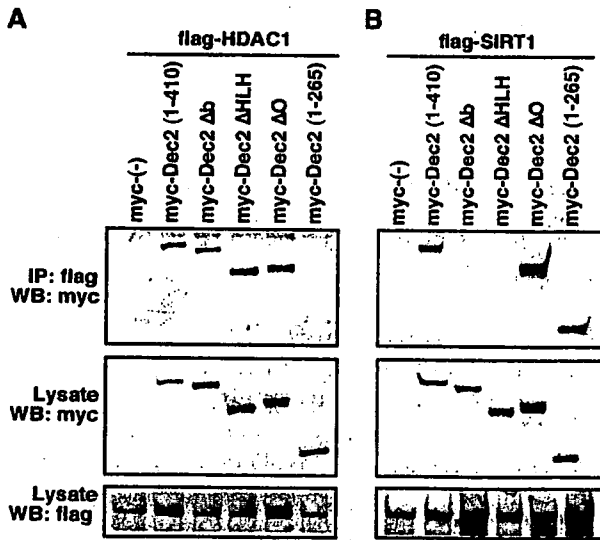 A
flag-HDAC1
myc-(-)
myc-Dec2 (1-410)
myc-Dec2 Δb
myc-Dec2 ΔHLH
myc-Dec2 ΔO
myc-Dec2 (1-265)
IP: flag
WB: myc
Lysate
WB: myc
Lysate
WB: flag
B
flag-SIRT1
myc-(-)
myc-Dec2 (1-410)
myc-Dec2 Δb
myc-Dec2 ΔHLH
myc-Dec2 ΔO
myc-Dec2 (1-265)